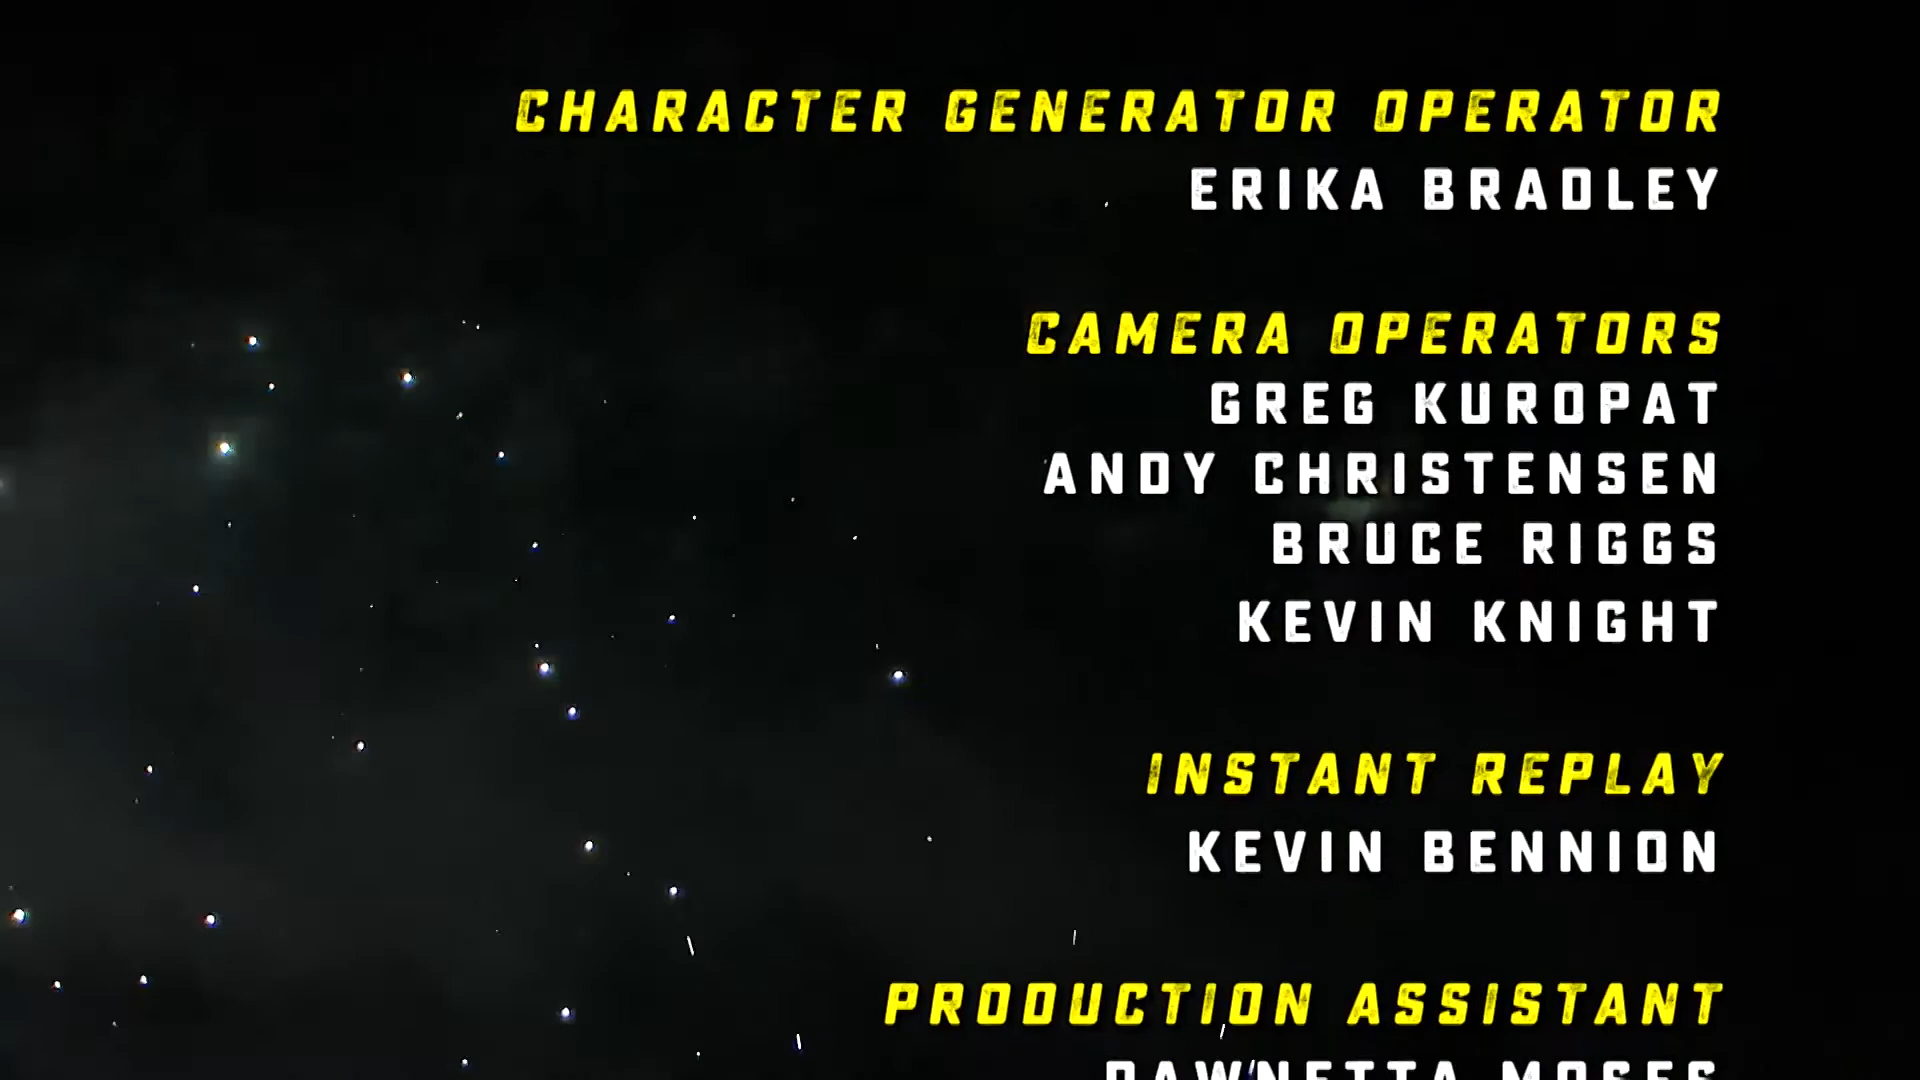 CHARACTER GENERATOR OPERATOR
ERIKA BRADLEY
CAMERA OPERATORS
GREG KUROPAT
ANDY CHRISTENSEN
BRUCE RIGGS
KEVIN KNIGHT
INSTANT REPLAY
KEVIN BENNION
PRODUCTION ASSISTANT
MOSES